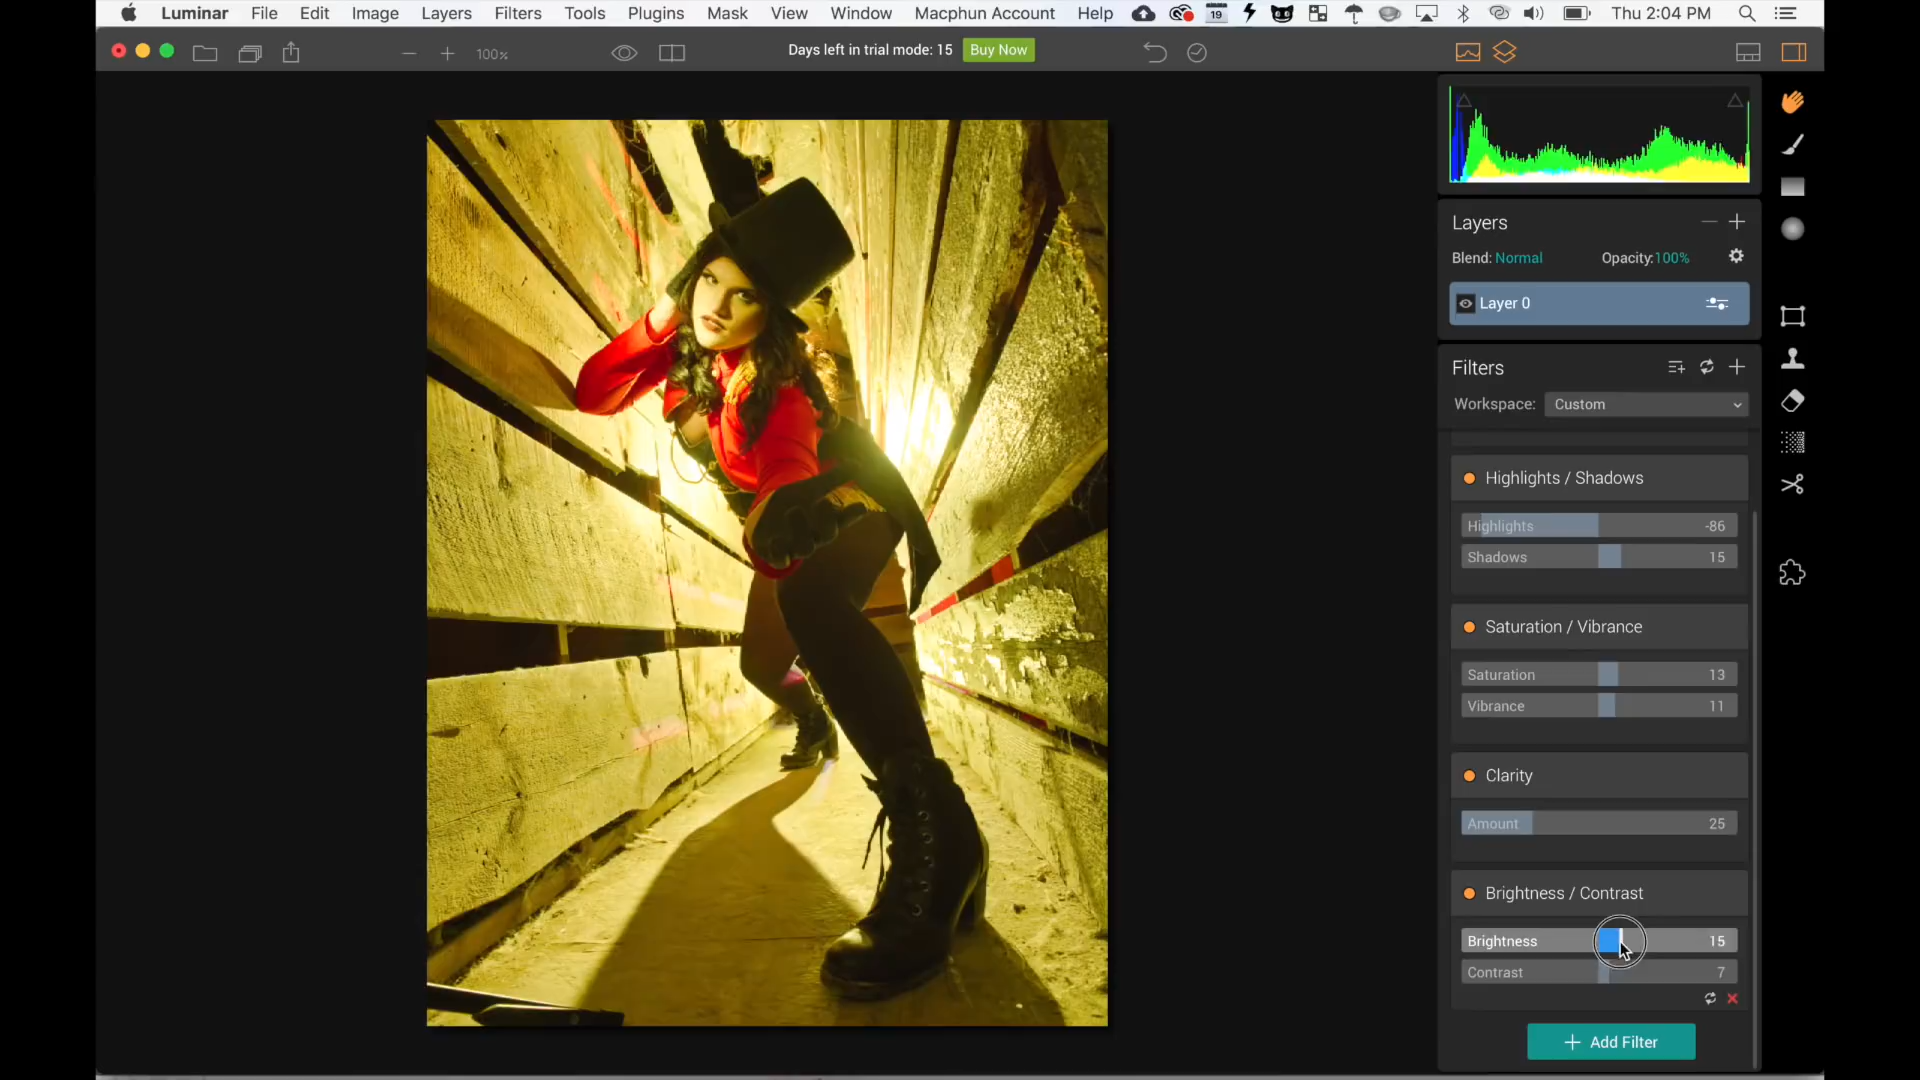 Luminar File Edit Image Layers Filters Tools Plugins Mask View Window Macphun Account Help 19 Thu 2:04 PM
100% Days left in trial mode: 15 Buy Now
Layers
Blend: Normal Opacity:100%
Layer 0
Filters
Workspace: Custom
Highlights / Shadows
Highlights -86
Shadows 15
Saturation / Vibrance
Saturation 13
Vibrance 11
Clarity
Amount 25
Brightness / Contrast
Brightness 15
Contrast 7
Add Filter